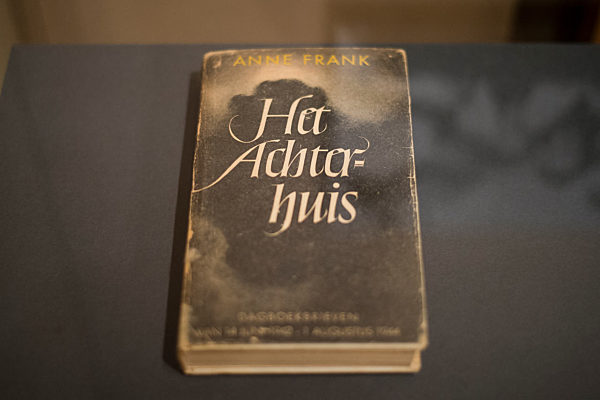 ANNE FRANK
Het
Achter-
huis
DAGBOEKBRIEVEN
VAN 14 JUNI 1942 - 1 AUGUSTUS 1944